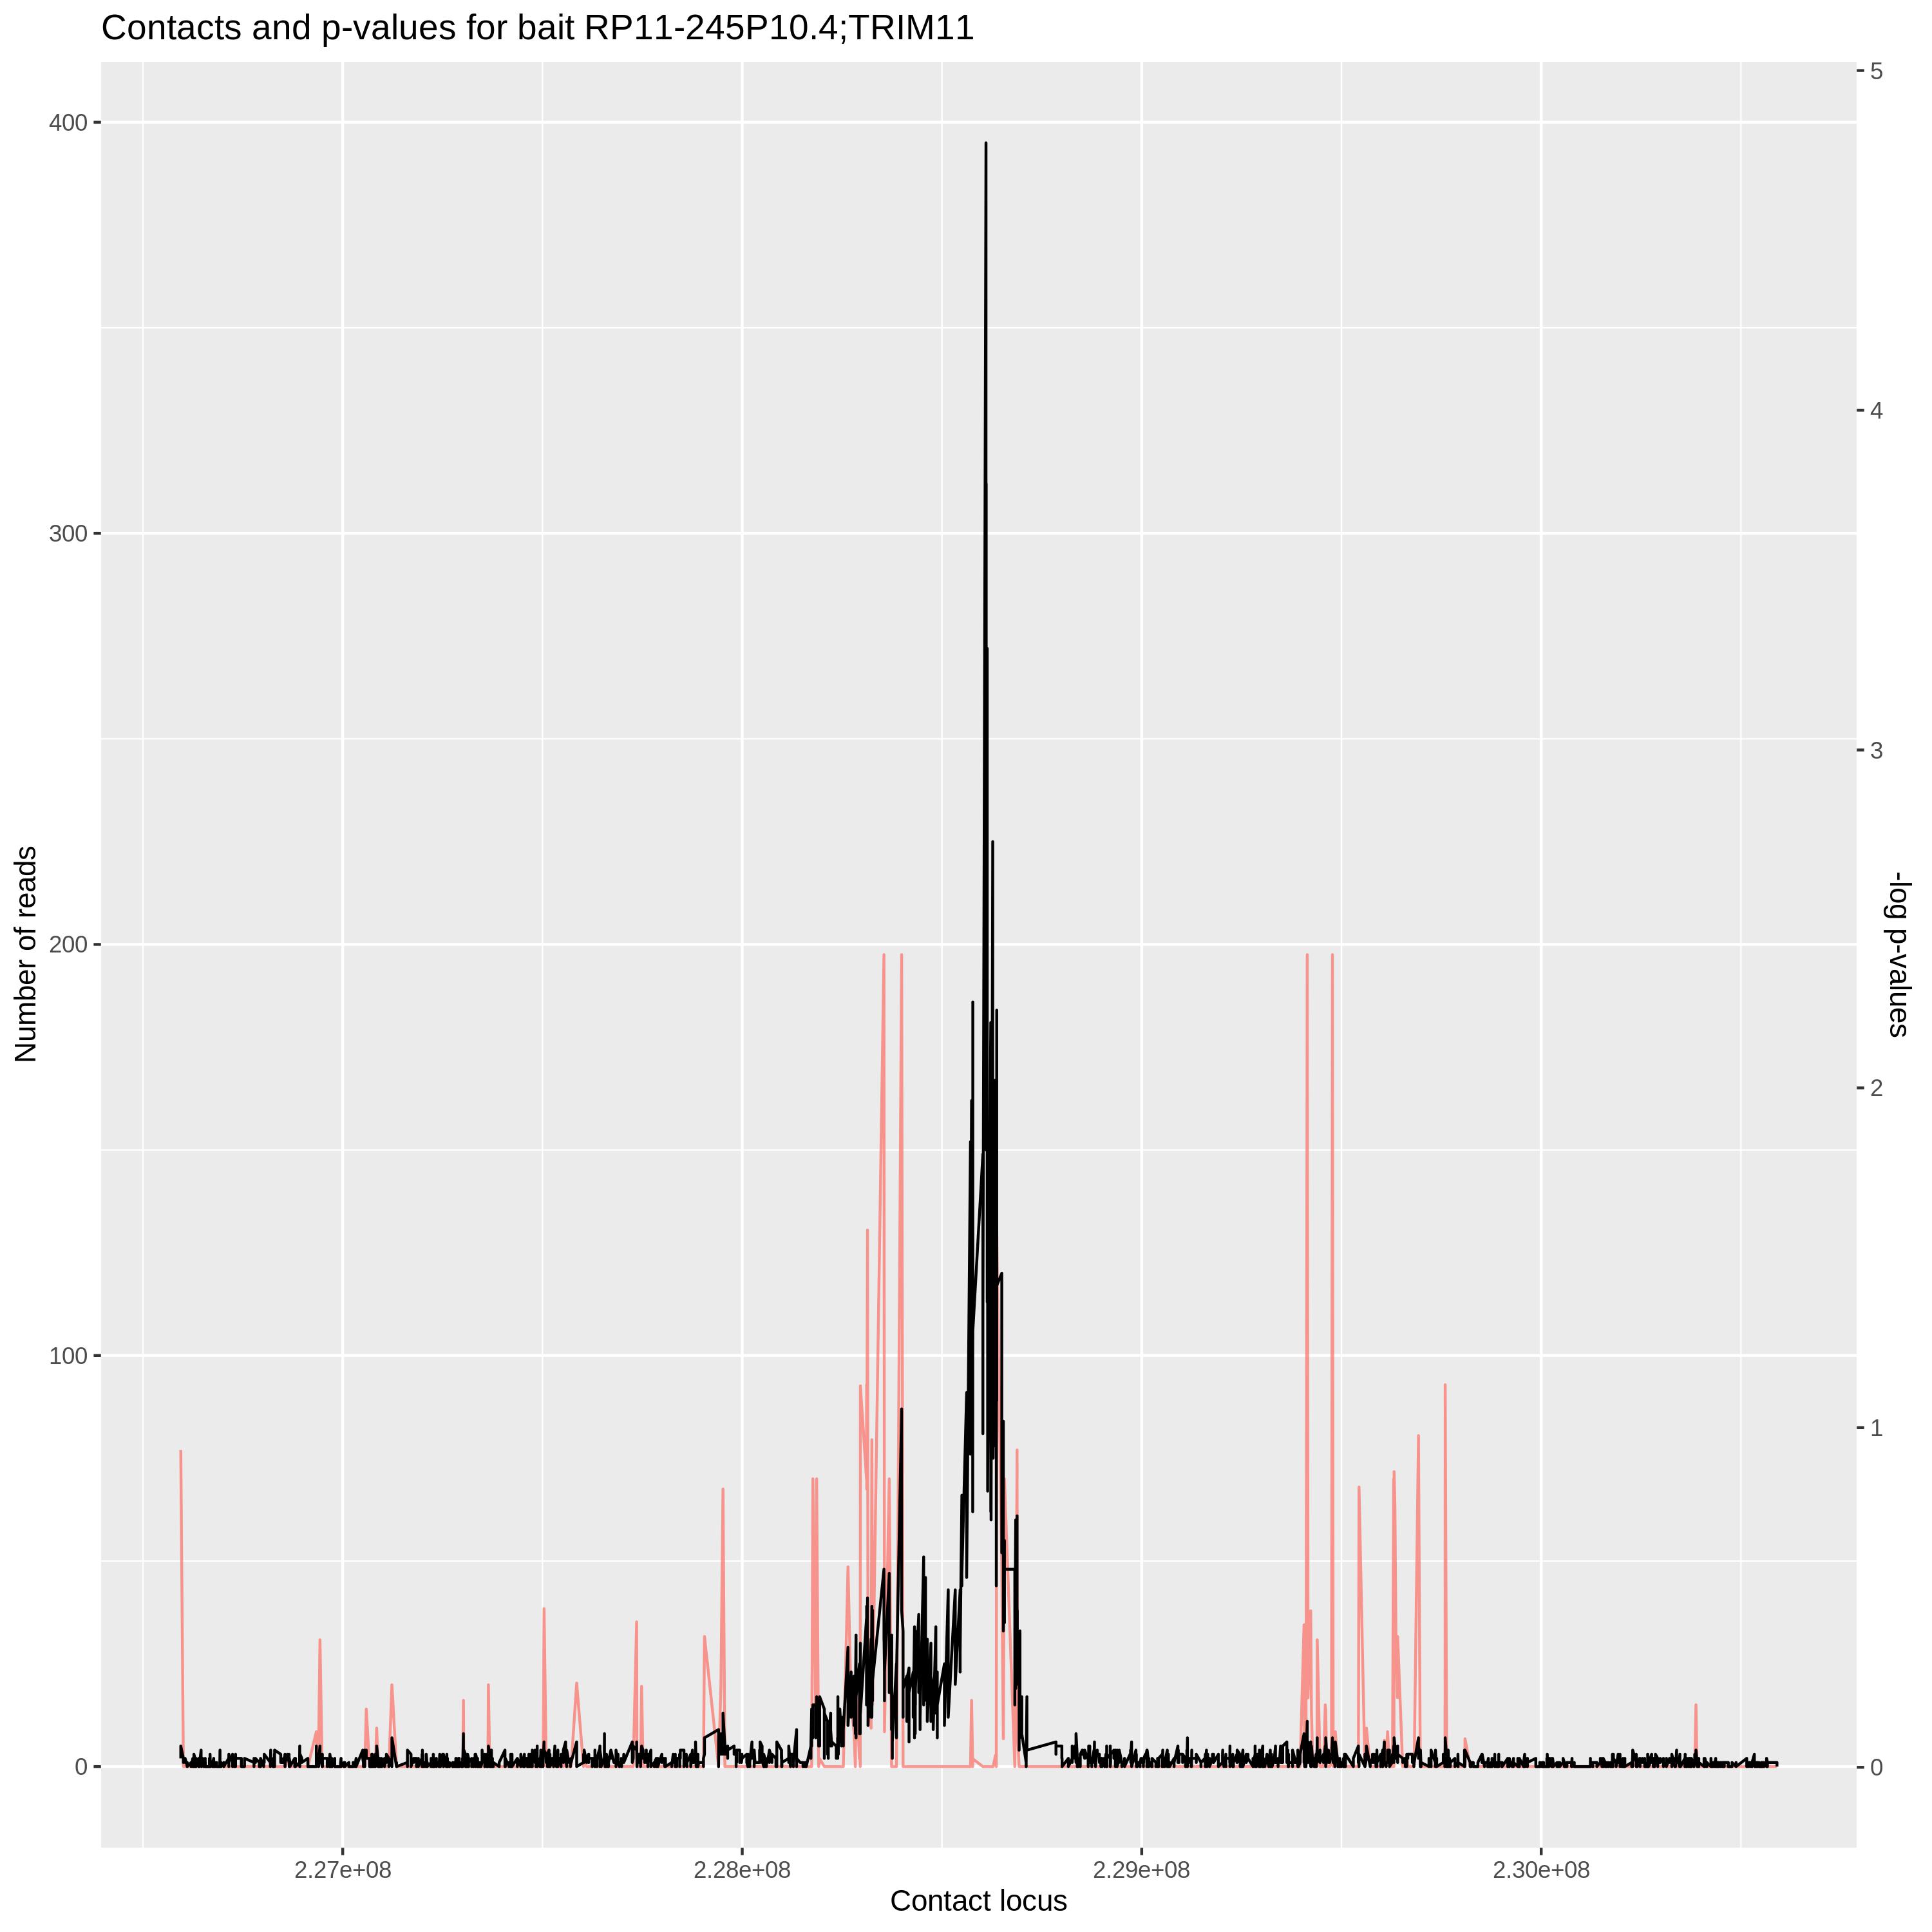 Contacts and p-values for bait RP11-245P10.4;TRIM11
5
400
4
300
3
Number of reads
-log p-values
200
2
100
1
0
0
2.27e+08
2.28e+08
2.29e+08
2.30e+08
Contact locus